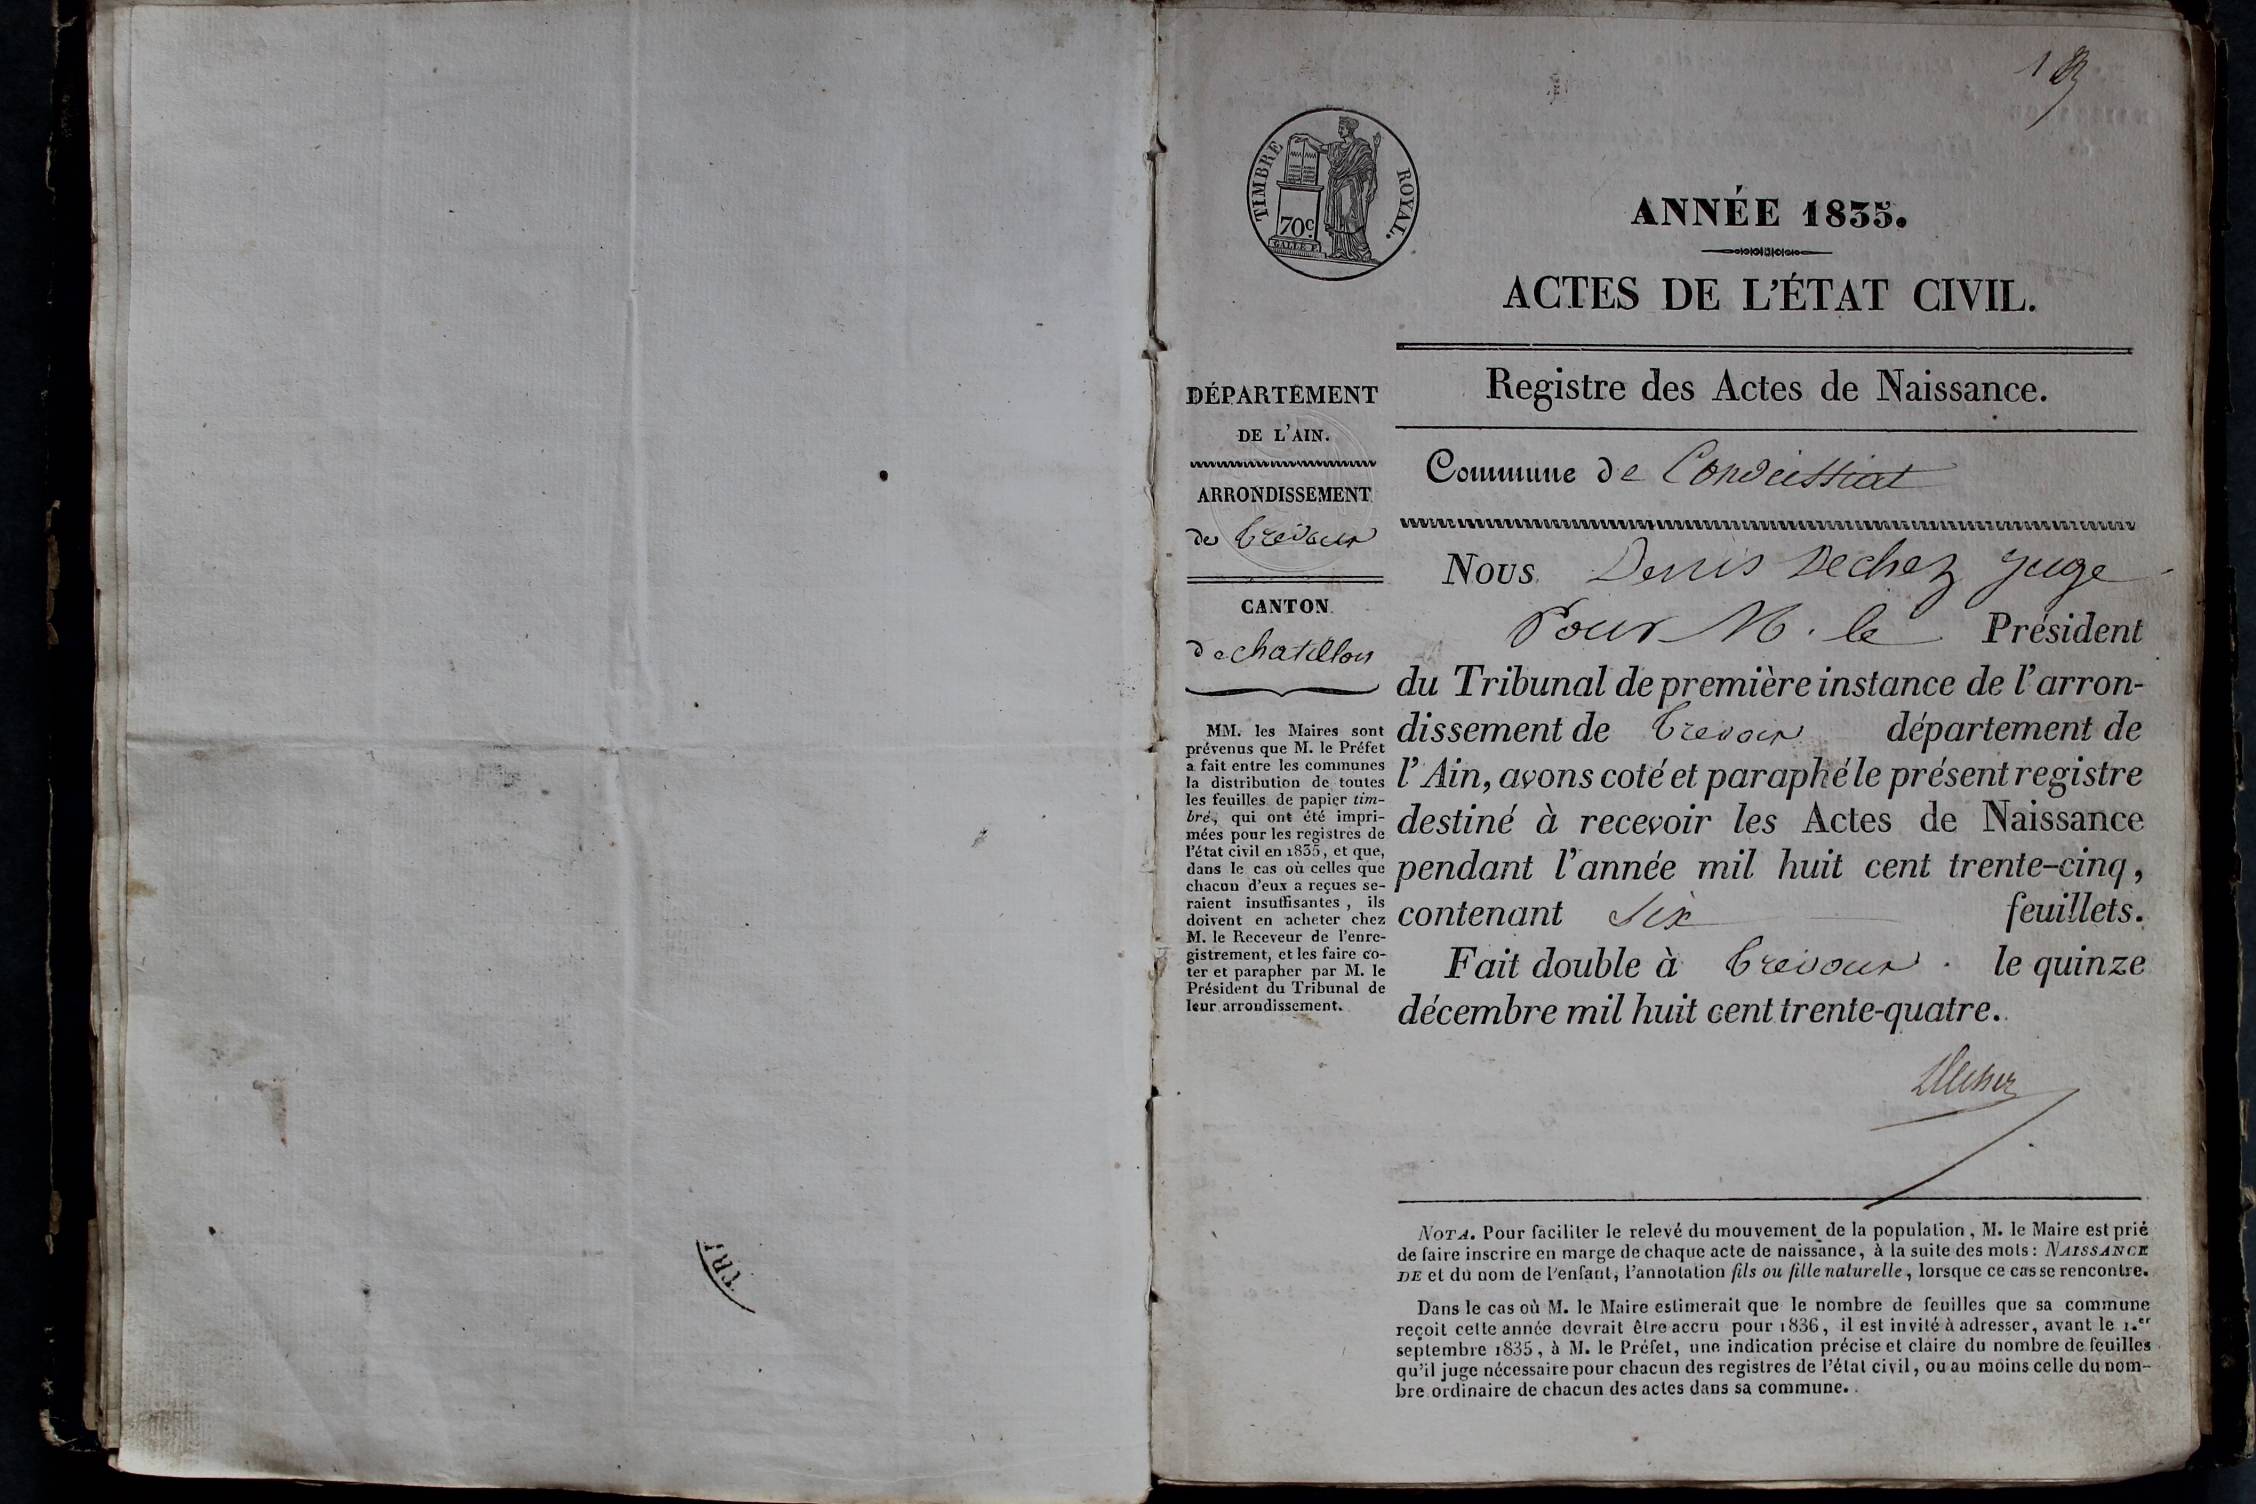 1
TIMBRE ROYAL.
70c.
GALLE F.
ANNÉE 1835.
ACTES DE L'ÉTAT CIVIL.
Registre des Actes de Naissance.
Commune de Condeissiat
DÉPARTEMENT
DE L'AIN.
ARRONDISSEMENT
de Trévoux
CANTON
de chatillon
MM. les Maires sont
prévenus que M. le Préfet
a fait entre les communes
la distribution de toutes
les feuilles de papier tim-
bré, qui ont été impri-
mées pour les registres de
l'état civil en 1835, et que,
dans le cas où celles que
chacun d'eux a reçues se-
raient insuffisantes, ils
doivent en acheter chez
M. le Receveur de l'enre-
gistrement, et les faire co-
ter et parapher par M. le
Président du Tribunal de
leur arrondissement.
Nous Denis Dechez Juge
Pour M. le Président
du Tribunal de première instance de l'arron-
dissement de Trevoux département de
l'Ain, avons coté et paraphé le présent registre
destiné à recevoir les Actes de Naissance
pendant l'année mil huit cent trente-cinq,
contenant Six feuillets.
Fait double à Trevoux. le quinze
décembre mil huit cent trente-quatre.
NOTA. Pour faciliter le relevé du mouvement de la population, M. le Maire est prié
de faire inscrire en marge de chaque acte de naissance, à la suite des mots: NAISSANCE
DE et du nom de l'enfant, l'annotation fils ou fille naturelle, lorsque ce cas se rencontre.
Dans le cas où M. le Maire estimerait que le nombre de feuilles que sa commune
reçoit cette année devrait être accru pour 1836, il est invité à adresser, avant le 1.er
septembre 1835, à M. le Préfet, une indication précise et claire du nombre de feuilles
qu'il juge nécessaire pour chacun des registres de l'état civil, ou au moins celle du nom-
bre ordinaire de chacun des actes dans sa commune.
TRI